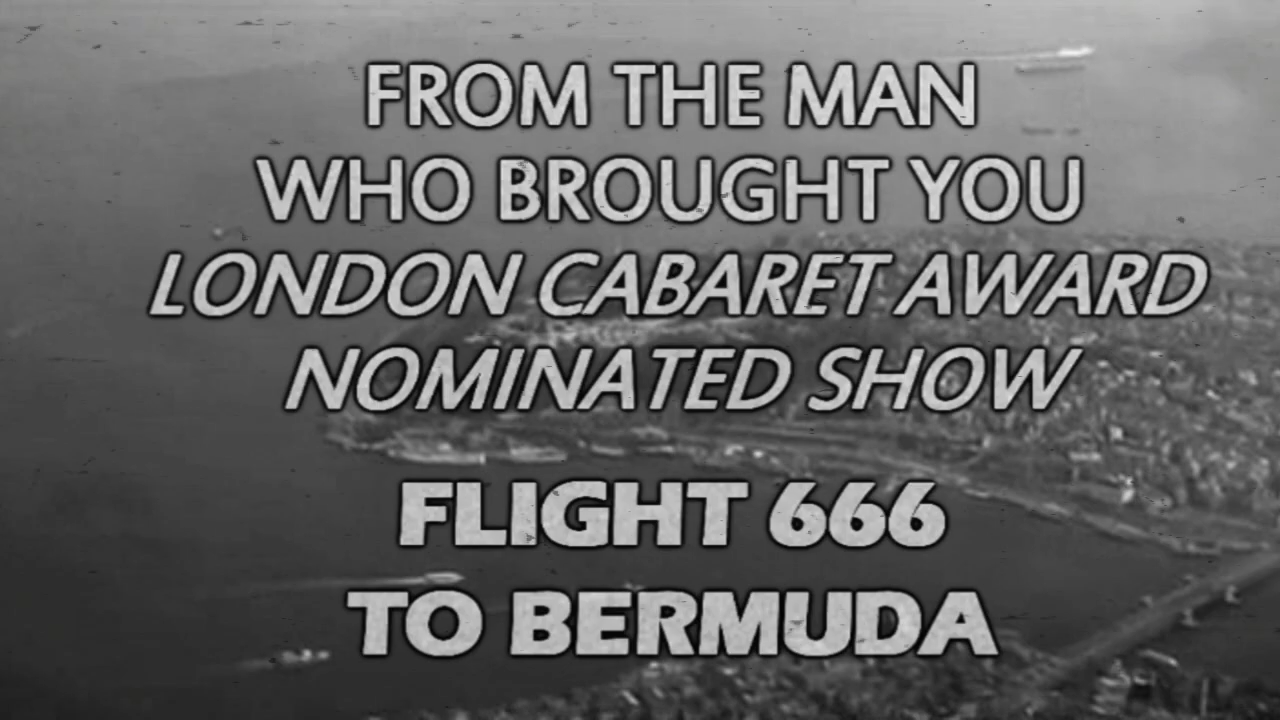 FROM THE MAN
WHO BROUGHT YOU
LONDON CABARET AWARD
NOMINATED SHOW
FLIGHT 666
TO BERMUDA